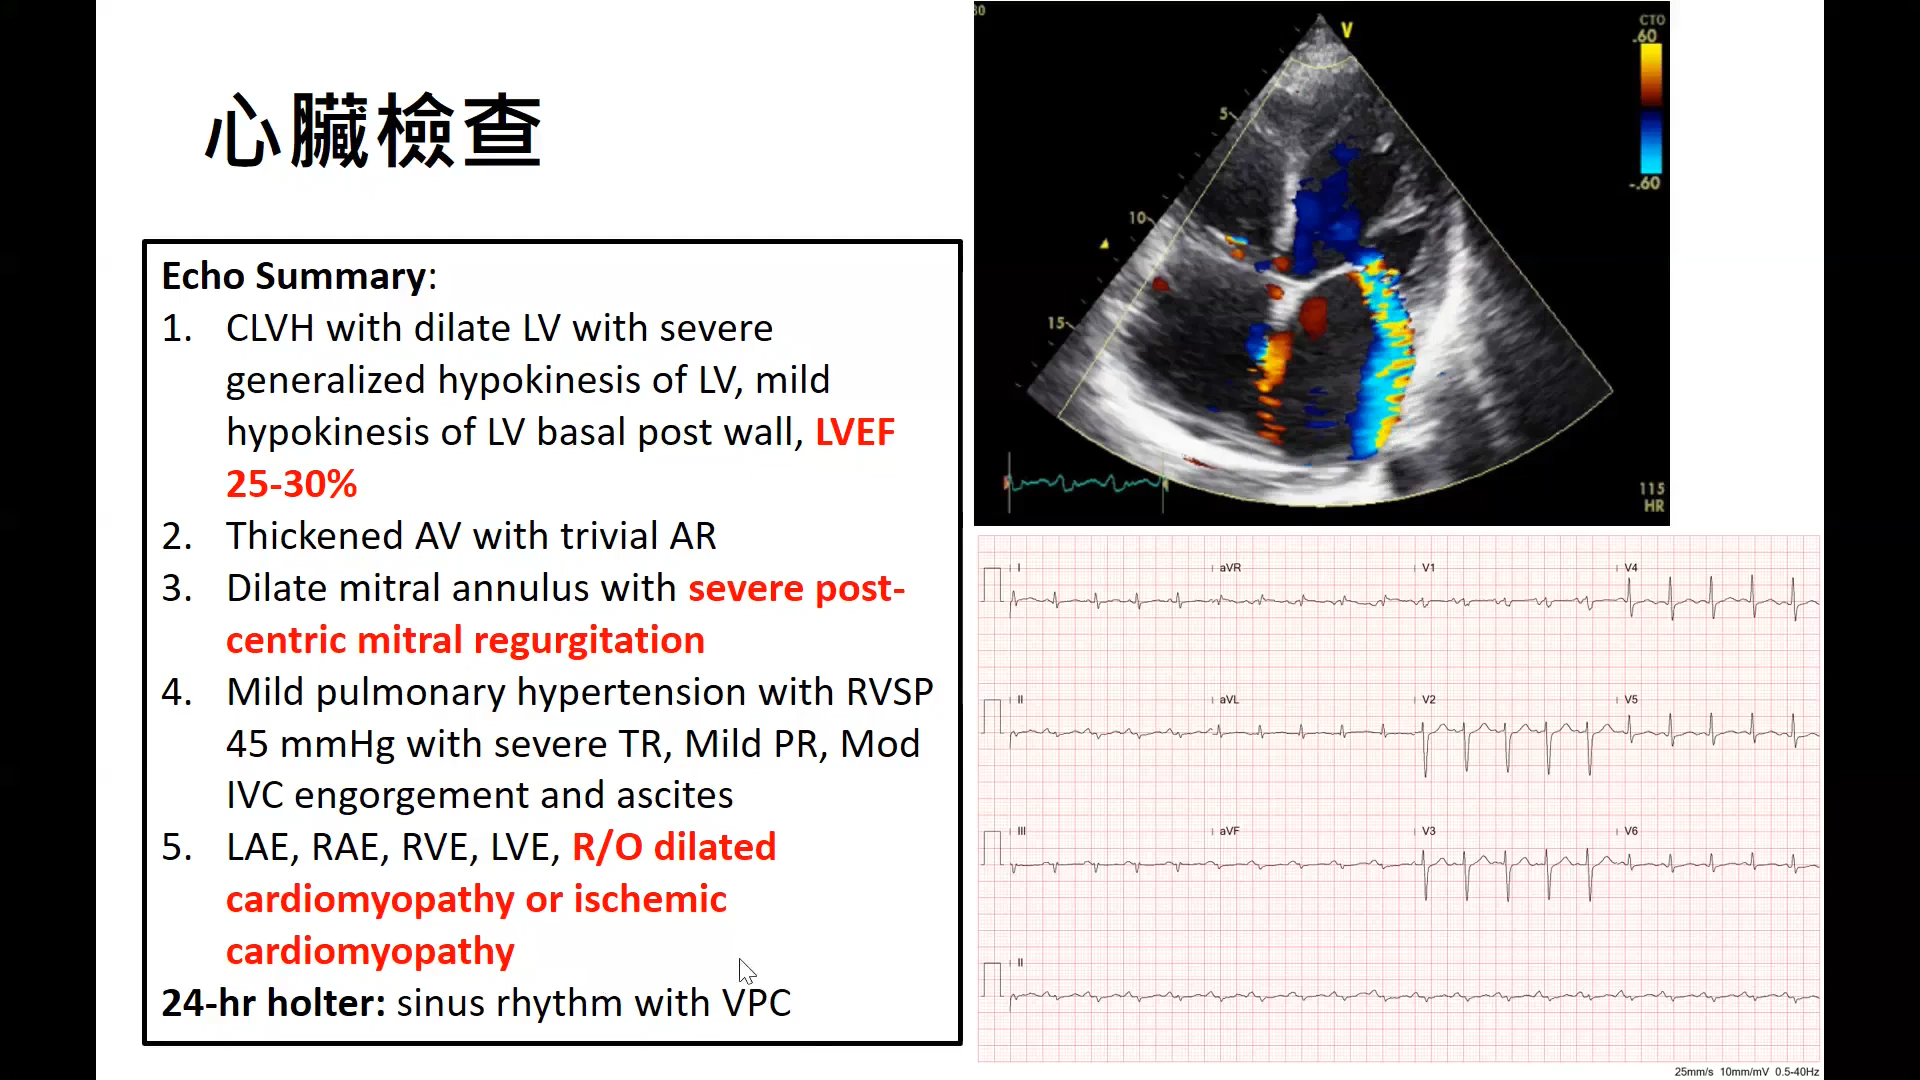 心臟檢查
Echo Summary:
1. CLVH with dilate LV with severe
generalized hypokinesis of LV, mild
hypokinesis of LV basal post wall, LVEF
25-30%
2. Thickened AV with trivial AR
3. Dilate mitral annulus with severe post-
centric mitral regurgitation
4. Mild pulmonary hypertension with RVSP
45 mmHg with severe TR, Mild PR, Mod
IVC engorgement and ascites
5. LAE, RAE, RVE, LVE, R/O dilated
cardiomyopathy or ischemic
cardiomyopathy
24-hr holter: sinus rhythm with VPC
V
CTO
.60
5
10
-.60
15
115
HR
I aVR V1 V4
II aVL V2 V5
III aVF V3 V6
II
25mm/s 10mm/mV 0.5-40Hz